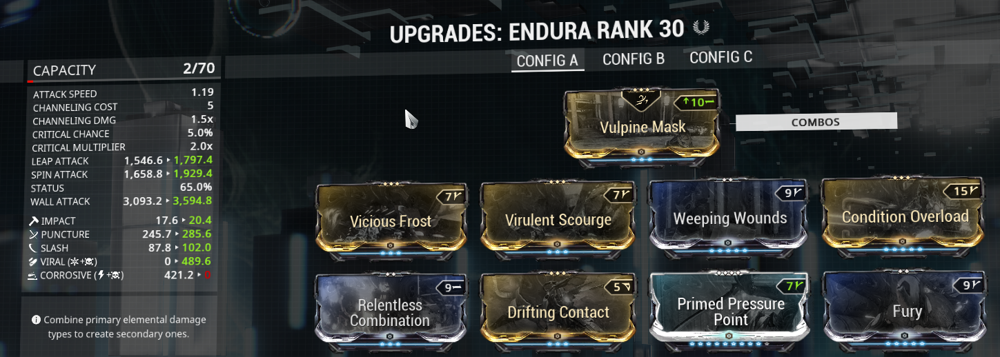 UPGRADES: ENDURA RANK 30
CONFIG A CONFIG B CONFIG C
CAPACITY 2/70
ATTACK SPEED 1.19
CHANNELING COST 5
CHANNELING DMG 1.5x
CRITICAL CHANCE 5.0%
CRITICAL MULTIPLIER 2.0x
LEAP ATTACK 1,546.6 ▸ 1,797.4
SPIN ATTACK 1,658.8 ▸ 1,929.4
STATUS 65.0%
WALL ATTACK 3,093.2 ▸ 3,594.8
IMPACT 17.6 ▸ 20.4
PUNCTURE 245.7 ▸ 285.6
SLASH 87.8 ▸ 102.0
VIRAL (+) 0 ▸ 489.6
CORROSIVE (+) 421.2 ▸ 0
Combine primary elemental damage
types to create secondary ones.
10
Vulpine Mask
COMBOS
7
Vicious Frost
7
Virulent Scourge
9
Weeping Wounds
15
Condition Overload
9
Relentless
Combination
5
Drifting Contact
7
Primed Pressure
Point
9
Fury